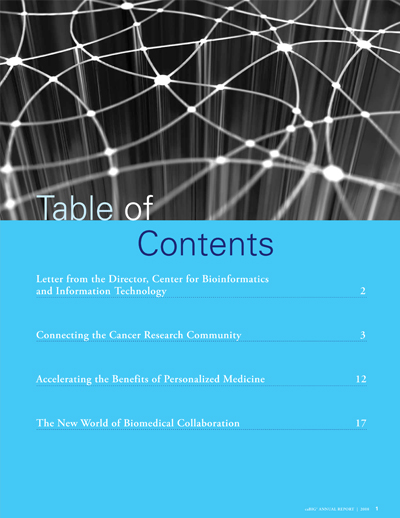 Table of
Contents
Letter from the Director, Center for Bioinformatics
and Information Technology 2
Connecting the Cancer Research Community 3
Accelerating the Benefits of Personalized Medicine 12
The New World of Biomedical Collaboration 17
ANNUAL REPORT | 1